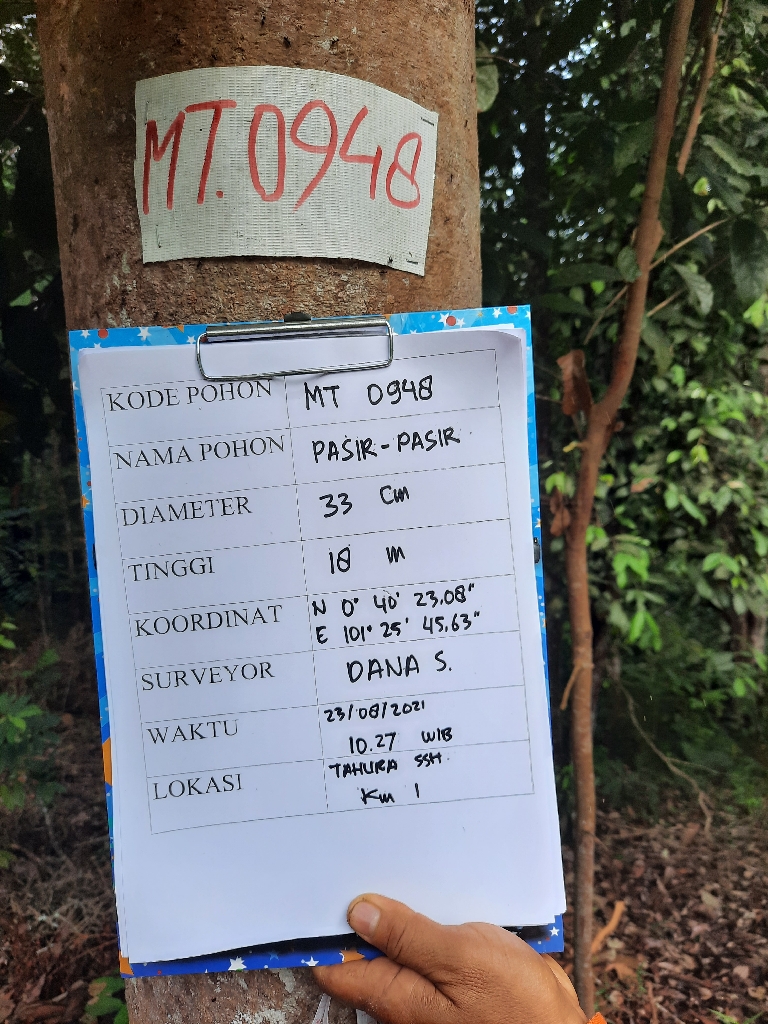 MT.0948
KODE POHON MT 0948
NAMA POHON PASIR-PASIR
DIAMETER 33 Cm
TINGGI 18 m
KOORDINAT N 0° 40' 23.08"
E 101° 25' 45.63"
SURVEYOR DANA S.
WAKTU 23/08/2021
10.27 WIB
LOKASI TAHURA SSH.
Km 1